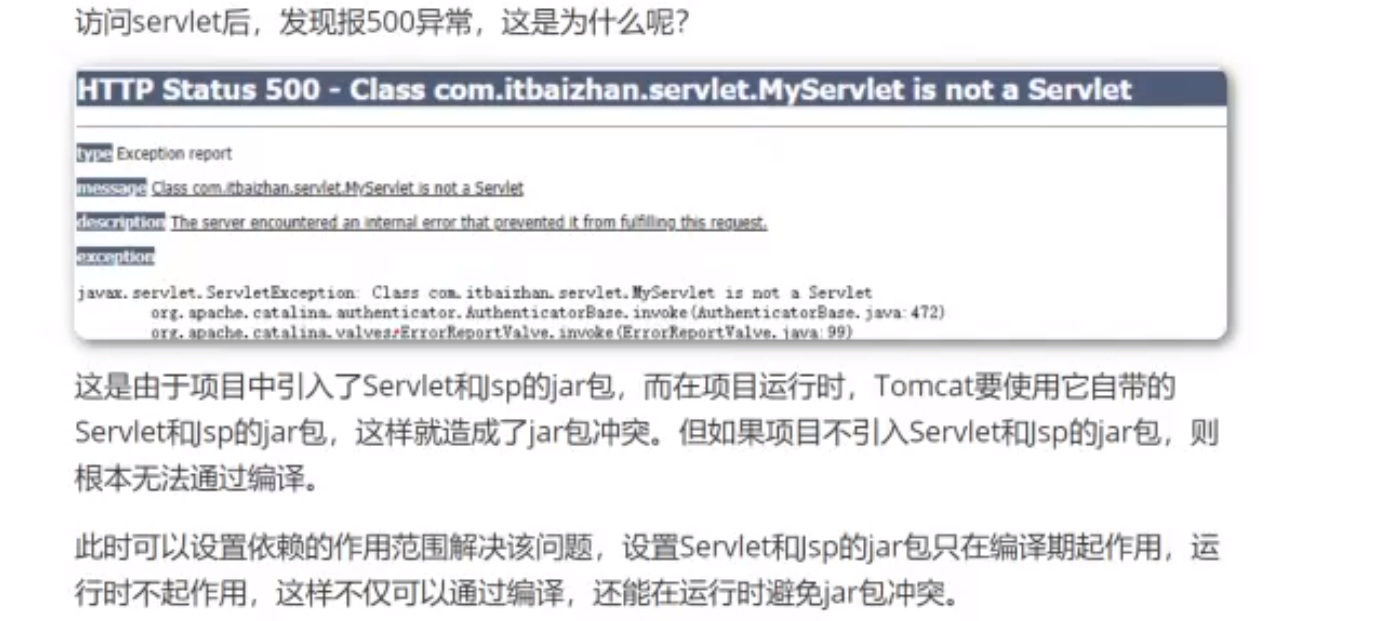 访问servlet后，发现报500异常，这是为什么呢？
HTTP Status 500 - Class com.itbaizhan.servlet.MyServlet is not a Servlet
type Exception report
message Class com.itbaizhan.servlet.MyServlet is not a Servlet
description The server encountered an internal error that prevented it from fulfilling this request.
exception
javax.servlet.ServletException: Class com.itbaizhan.servlet.MyServlet is not a Servlet
org.apache.catalina.authenticator.AuthenticatorBase.invoke(AuthenticatorBase.java:472)
org.apache.catalina.valves.ErrorReportValve.invoke(ErrorReportValve.java:99)
这是由于项目中引入了Servlet和Jsp的jar包，而在项目运行时，Tomcat要使用它自带的
Servlet和Jsp的jar包，这样就造成了jar包冲突。但如果项目不引入Servlet和Jsp的jar包，则
根本无法通过编译。
此时可以设置依赖的作用范围解决该问题，设置Servlet和Jsp的jar包只在编译期起作用，运
行时不起作用，这样不仅可以通过编译，还能在运行时避免jar包冲突。